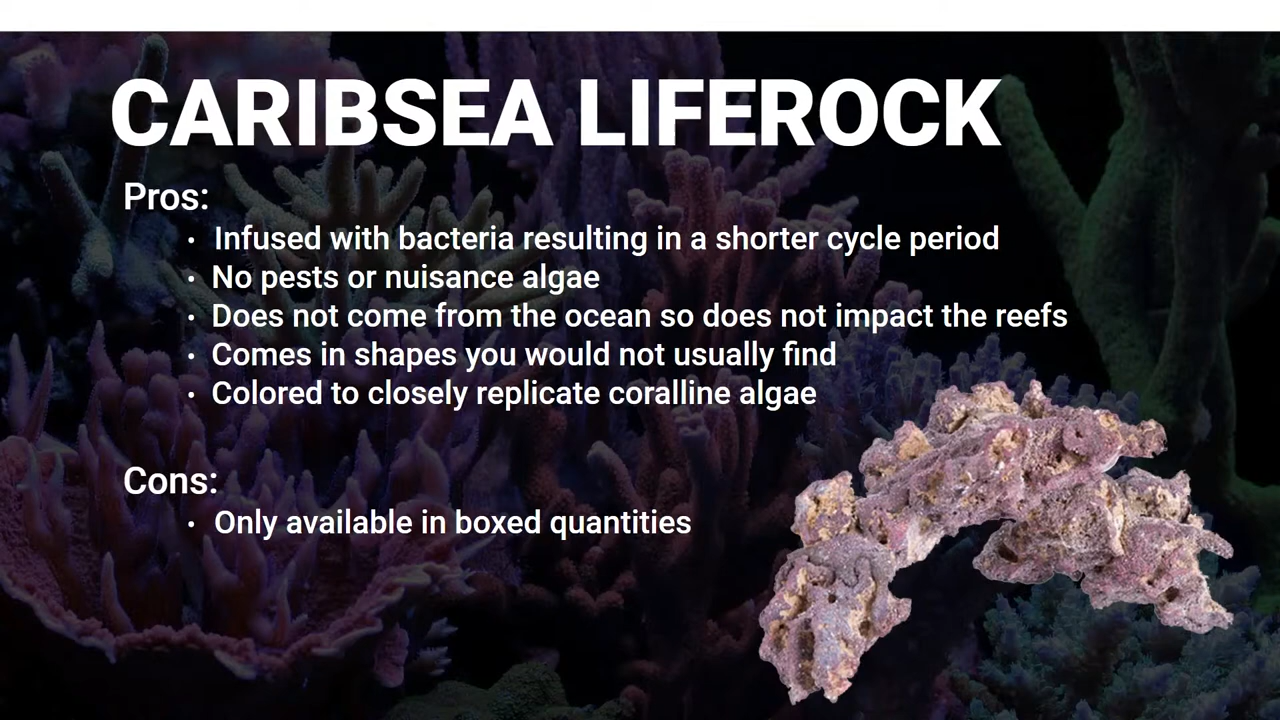 CARIBSEA LIFEROCK
Pros:
• Infused with bacteria resulting in a shorter cycle period
• No pests or nuisance algae
• Does not come from the ocean so does not impact the reefs
• Comes in shapes you would not usually find
• Colored to closely replicate coralline algae
Cons:
• Only available in boxed quantities